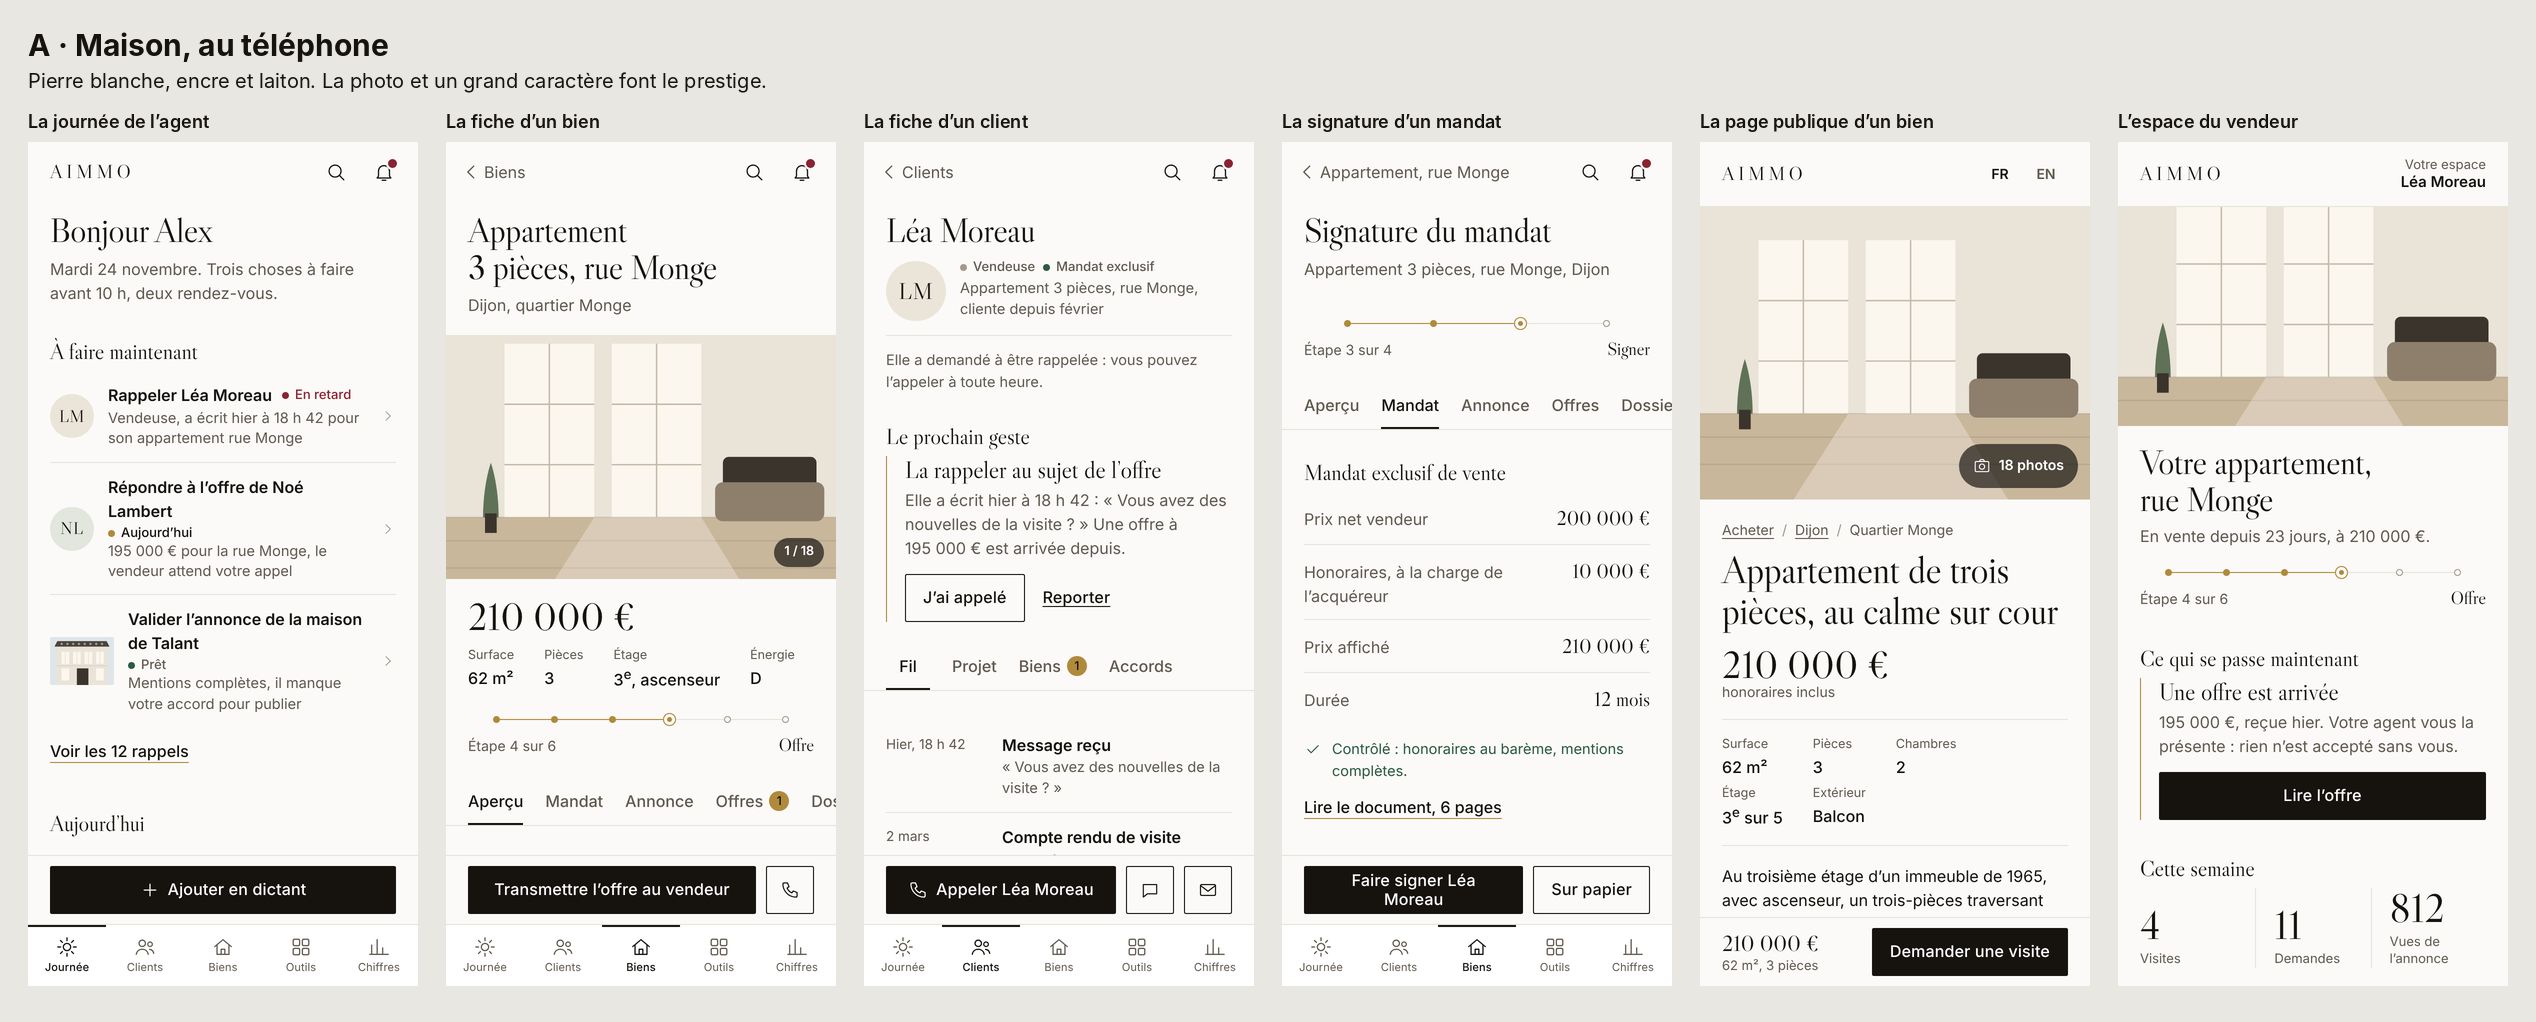 A · Maison, au téléphone
Pierre blanche, encre et laiton. La photo et un grand caractère font le prestige.
La journée de l’agent
AIMMO
Bonjour Alex
Mardi 24 novembre. Trois choses à faire
avant 10 h, deux rendez-vous.
À faire maintenant
LM
Rappeler Léa Moreau
En retard
Vendeuse, a écrit hier à 18 h 42 pour
son appartement rue Monge
NL
Répondre à l’offre de Noé
Lambert
Aujourd’hui
195 000 € pour la rue Monge, le
vendeur attend votre appel
Valider l’annonce de la maison
de Talant
Prêt
Mentions complètes, il manque
votre accord pour publier
Voir les 12 rappels
Aujourd’hui
Ajouter en dictant
Journée
Clients
Biens
Outils
Chiffres
La fiche d’un bien
Biens
Appartement
3 pièces, rue Monge
Dijon, quartier Monge
1 / 18
210 000 €
Surface
62 m²
Pièces
3
Étage
3e, ascenseur
Énergie
D
Étape 4 sur 6
Offre
Aperçu
Mandat
Annonce
Offres 1
Dos
Transmettre l’offre au vendeur
Journée
Clients
Biens
Outils
Chiffres
La fiche d’un client
Clients
Léa Moreau
LM
Vendeuse
Mandat exclusif
Appartement 3 pièces, rue Monge,
cliente depuis février
Elle a demandé à être rappelée : vous pouvez
l’appeler à toute heure.
Le prochain geste
La rappeler au sujet de l’offre
Elle a écrit hier à 18 h 42 : « Vous avez des
nouvelles de la visite ? » Une offre à
195 000 € est arrivée depuis.
J’ai appelé
Reporter
Fil
Projet
Biens 1
Accords
Hier, 18 h 42
Message reçu
« Vous avez des nouvelles de la
visite ? »
2 mars
Compte rendu de visite
Appeler Léa Moreau
Journée
Clients
Biens
Outils
Chiffres
La signature d’un mandat
Appartement, rue Monge
Signature du mandat
Appartement 3 pièces, rue Monge, Dijon
Étape 3 sur 4
Signer
Aperçu
Mandat
Annonce
Offres
Dossie
Mandat exclusif de vente
Prix net vendeur
200 000 €
Honoraires, à la charge de
l’acquéreur
10 000 €
Prix affiché
210 000 €
Durée
12 mois
Contrôlé : honoraires au barème, mentions
complètes.
Lire le document, 6 pages
Faire signer Léa
Moreau
Sur papier
Journée
Clients
Biens
Outils
Chiffres
La page publique d’un bien
AIMMO
FR
EN
18 photos
Acheter / Dijon / Quartier Monge
Appartement de trois
pièces, au calme sur cour
210 000 €
honoraires inclus
Surface
62 m²
Pièces
3
Chambres
2
Étage
3e sur 5
Extérieur
Balcon
Au troisième étage d’un immeuble de 1965,
avec ascenseur, un trois-pièces traversant
210 000 €
62 m², 3 pièces
Demander une visite
L’espace du vendeur
AIMMO
Votre espace
Léa Moreau
Votre appartement,
rue Monge
En vente depuis 23 jours, à 210 000 €.
Étape 4 sur 6
Offre
Ce qui se passe maintenant
Une offre est arrivée
195 000 €, reçue hier. Votre agent vous la
présente : rien n’est accepté sans vous.
Lire l’offre
Cette semaine
4
Visites
11
Demandes
812
Vues de
l’annonce